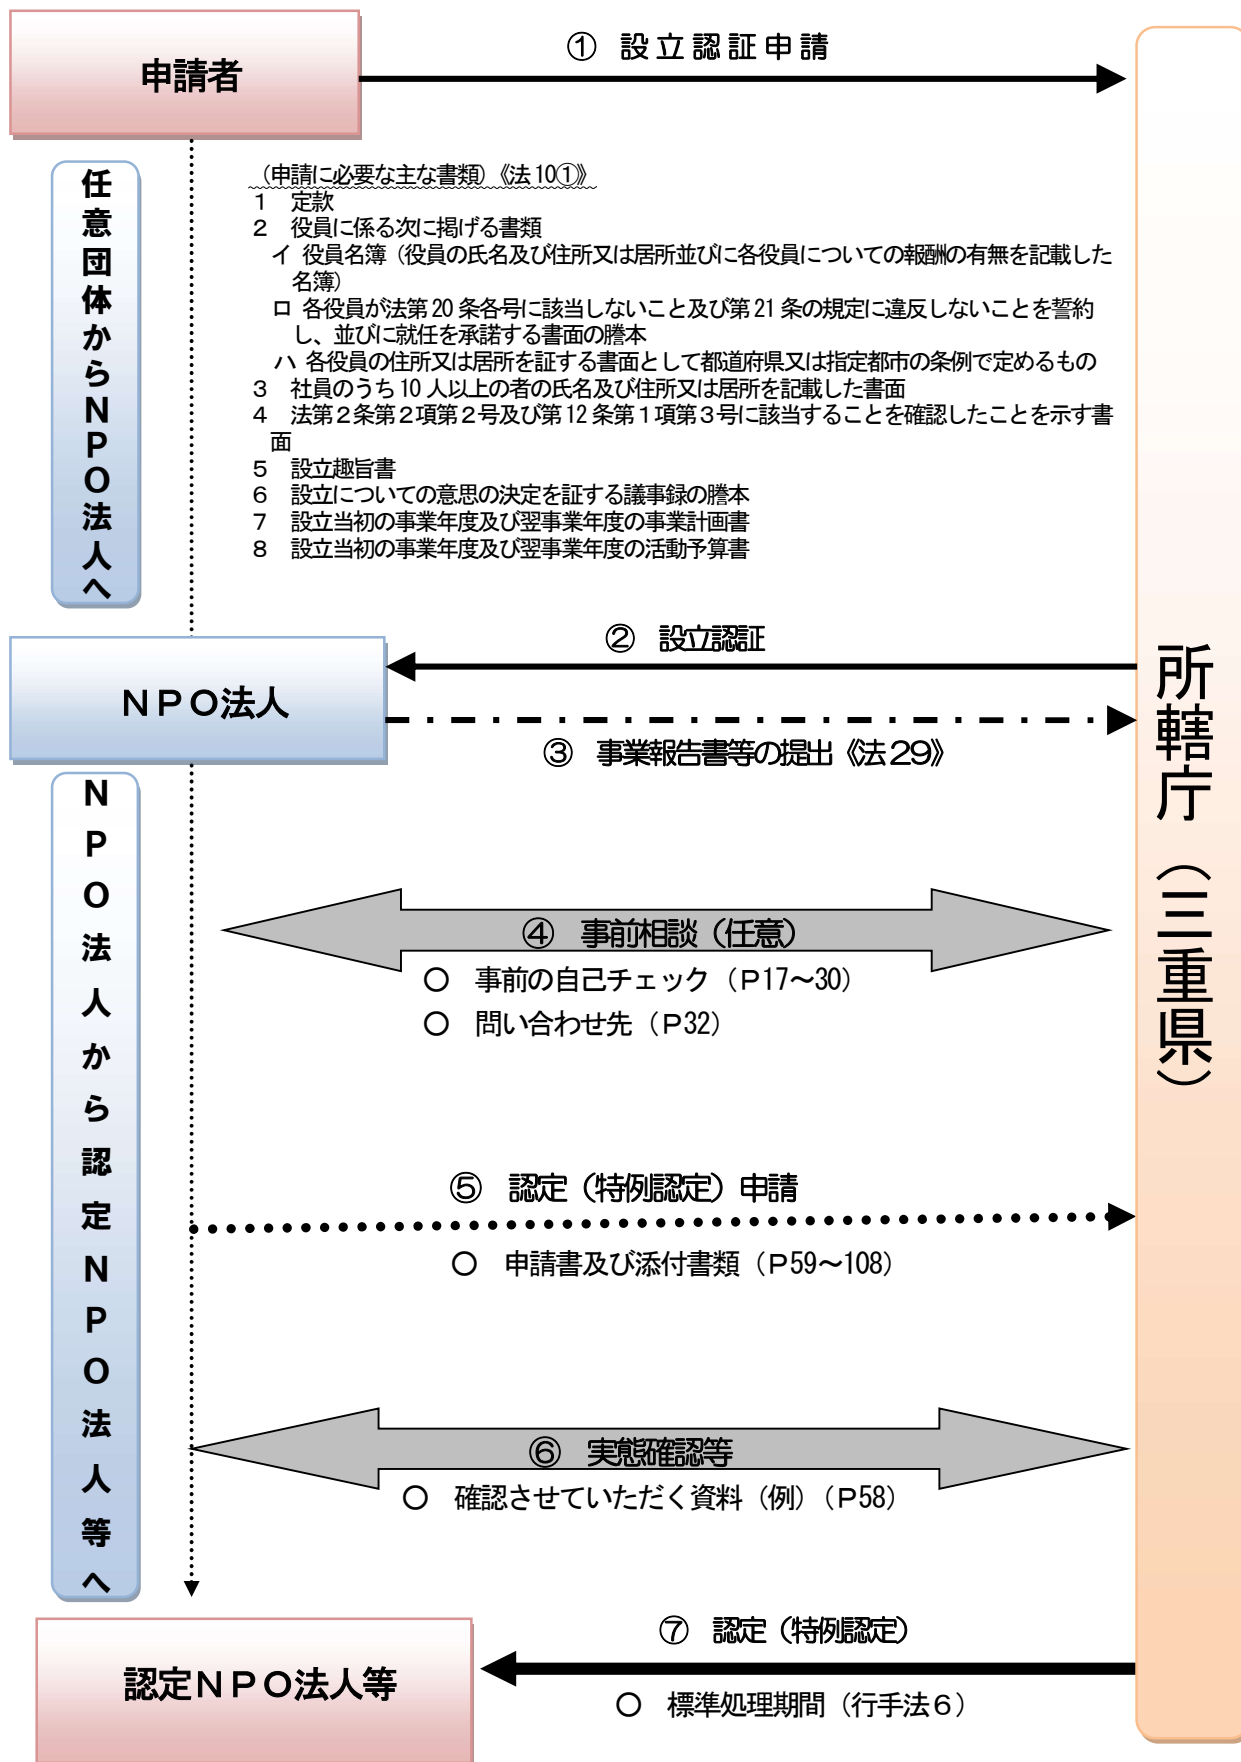 申請者
① 設立認証申請
任意団体からNPO法人へ
（申請に必要な主な書類）《法10①》
1 定款
2 役員に係る次に掲げる書類
イ 役員名簿（役員の氏名及び住所又は居所並びに各役員についての報酬の有無を記載した
名簿）
ロ 各役員が法第20条各号に該当しないこと及び第21条の規定に違反しないことを誓約
し、並びに就任を承諾する書面の謄本
ハ 各役員の住所又は居所を証する書面として都道府県又は指定都市の条例で定めるもの
3 社員のうち10人以上の者の氏名及び住所又は居所を記載した書面
4 法第２条第２項第２号及び第12条第１項第３号に該当することを確認したことを示す書
面
5 設立趣旨書
6 設立についての意思の決定を証する議事録の謄本
7 設立当初の事業年度及び翌事業年度の事業計画書
8 設立当初の事業年度及び翌事業年度の活動予算書
② 設立認証
ＮＰＯ法人
③ 事業報告書等の提出《法29》
所轄庁（三重県）
NPO法人から認定NPO法人等へ
④ 事前相談（任意）
○ 事前の自己チェック（P17～30）
○ 問い合わせ先（P32）
⑤ 認定（特例認定）申請
○ 申請書及び添付書類（P59～108）
⑥ 実態確認等
○ 確認させていただく資料（例）（P58）
⑦ 認定（特例認定）
認定ＮＰＯ法人等
○ 標準処理期間（行手法６）